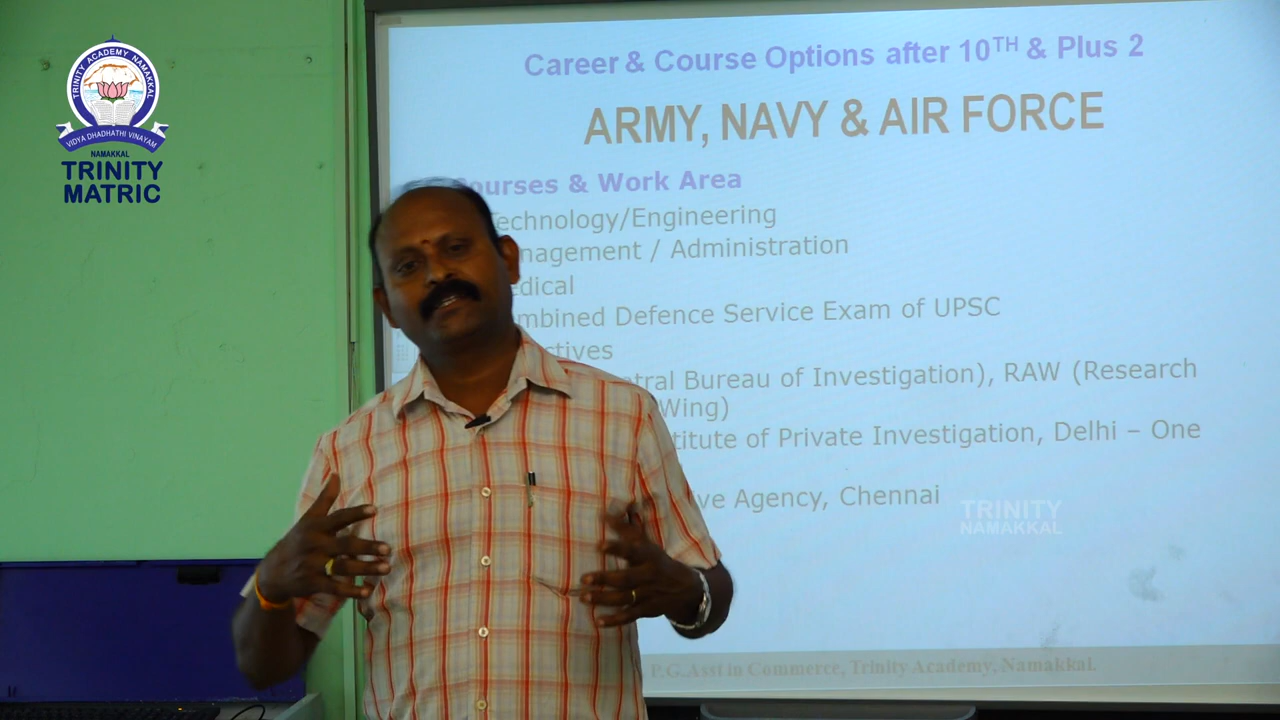 TRINITY ACADEMY NAMAKKAL
VIDYA DHADHATHI VINAYAM
NAMAKKAL
TRINITY
MATRIC
Career & Course Options after 10TH & Plus 2
ARMY, NAVY & AIR FORCE
ourses & Work Area
echnology/Engineering
nagement / Administration
edical
mbined Defence Service Exam of UPSC
ctives
tral Bureau of Investigation), RAW (Research
Wing)
titute of Private Investigation, Delhi – One
ve Agency, Chennai
TRINITY
NAMAKKAL
P.G.Asst in Commerce, Trinity Academy, Namakkal.